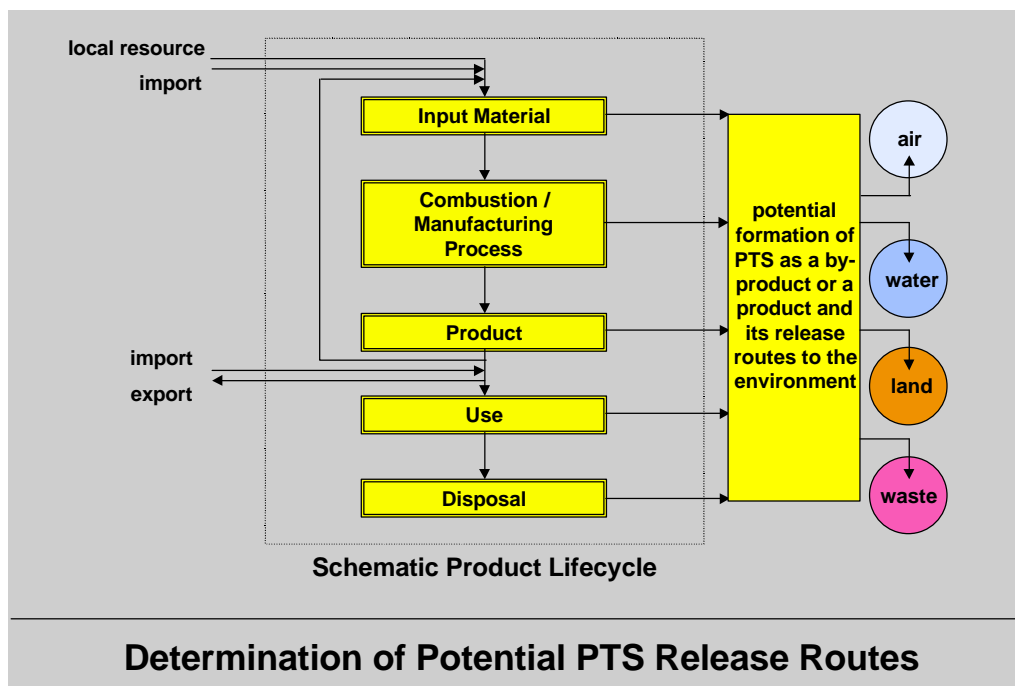 local resource
import
Input Material
Combustion /
Manufacturing
Process
Product
import
export
Use
Disposal
potential
formation of
PTS as a by-
product or a
product and
its release
routes to the
environment
air
water
land
waste
Schematic Product Lifecycle
Determination of Potential PTS Release Routes